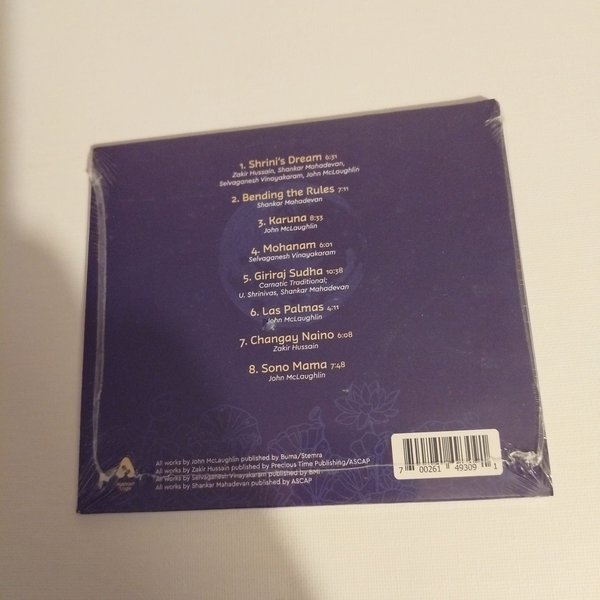 1. Shrini's Dream 6:31
Zakir Hussain, Shankar Mahadevan,
Selvaganesh Vinayakaram, John McLaughlin
2. Bending the Rules 7:11
Shankar Mahadevan
3. Karuna 8:33
John McLaughlin
4. Mohanam 6:01
Selvaganesh Vinayakaram
5. Giriraj Sudha 10:38
Carnatic Traditional;
U. Shrinivas, Shankar Mahadevan
6. Las Palmas 4:11
John McLaughlin
7. Changay Naino 6:08
Zakir Hussain
8. Sono Mama 7:48
John McLaughlin
All works by John McLaughlin published by Buma/Stemra
All works by Zakir Hussain published by Precious Time Publishing/ASCAP
All works by Selvaganesh Vinayakaram published by BMI
All works by Shankar Mahadevan published by ASCAP
7 00261 49309 1